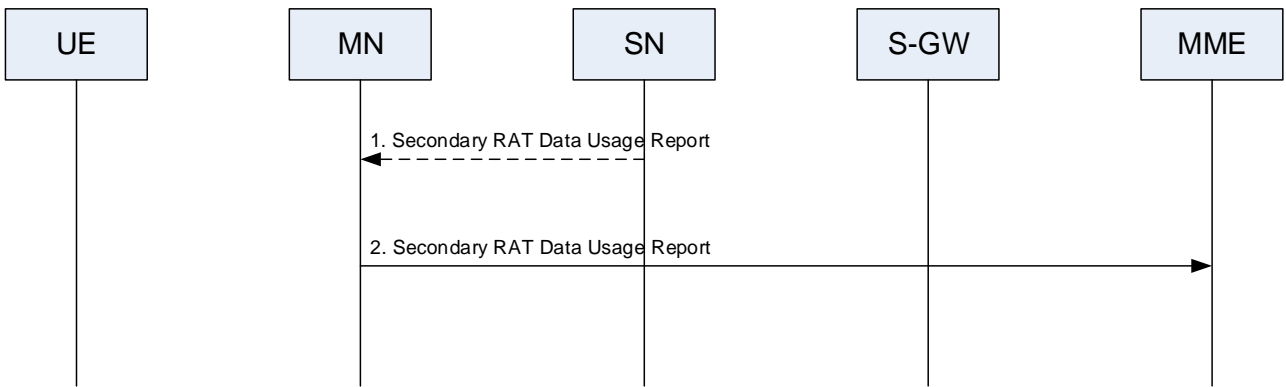 UE
MN
SN
S-GW
MME
1. Secondary RAT Data Usage Report
2. Secondary RAT Data Usage Report